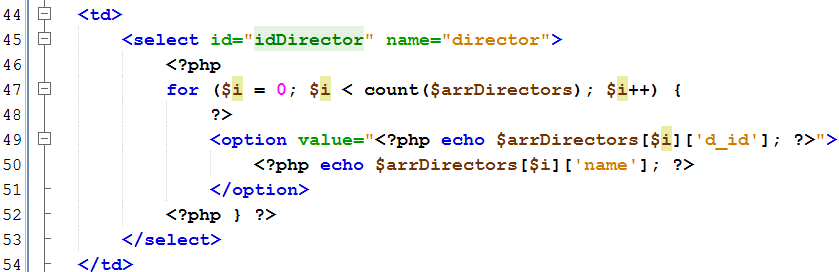 44 <td>
45 <select id="idDirector" name="director">
46 <?php
47 for ($i = 0; $i < count($arrDirectors); $i++) {
48 ?>
49 <option value="<?php echo $arrDirectors[$i]['d_id']; ?>">
50 <?php echo $arrDirectors[$i]['name']; ?>
51 </option>
52 <?php } ?>
53 </select>
54 </td>